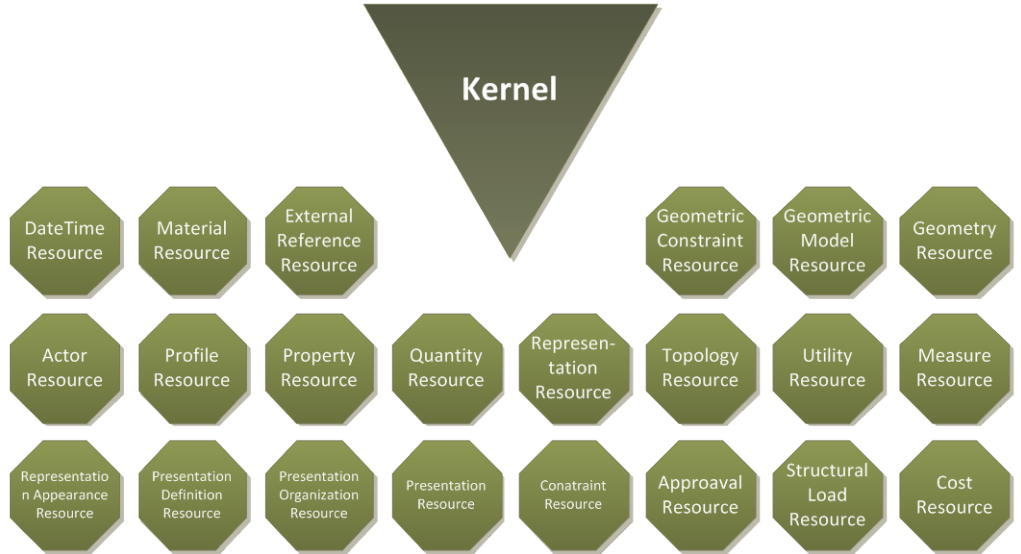 Kernel
DateTime
Resource
Material
Resource
External
Reference
Resource
Geometric
Constraint
Resource
Geometric
Model
Resource
Geometry
Resource
Actor
Resource
Profile
Resource
Property
Resource
Quantity
Resource
Represen-
tation
Resource
Topology
Resource
Utility
Resource
Measure
Resource
Representatio
n Appearance
Resource
Presentation
Definition
Resource
Presentation
Organization
Resource
Presentation
Resource
Conatraint
Resource
Approaval
Resource
Structural
Load
Resource
Cost
Resource